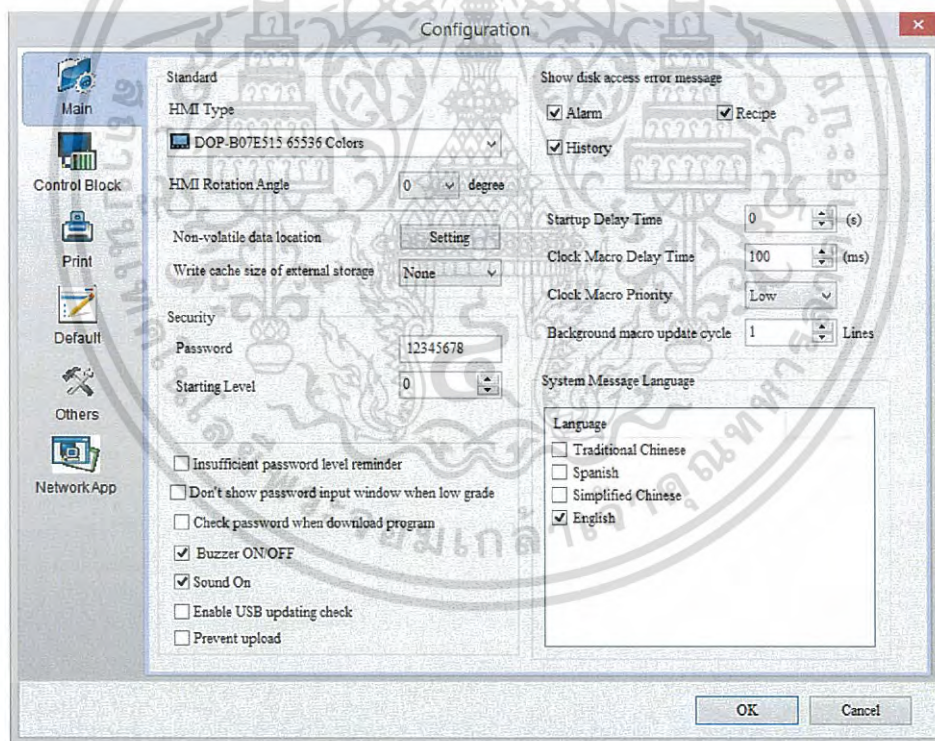 Configuration
Main
Control Block
Print
Default
Others
Network App
Standard
HMI Type
DOP-B07E515 65536 Colors
HMI Rotation Angle
0
degree
Non-volatile data location
Setting
Write cache size of external storage
None
Security
Password
12345678
Starting Level
0
Insufficient password level reminder
Don't show password input window when low grade
Check password when download program
Buzzer ON/OFF
Sound On
Enable USB updating check
Prevent upload
Show disk access error message
Alarm
Recipe
History
Startup Delay Time
0
(s)
Clock Macro Delay Time
100
(ms)
Clock Macro Priority
Low
Background macro update cycle
1
Lines
System Message Language
Language
Traditional Chinese
Spanish
Simplified Chinese
English
OK
Cancel